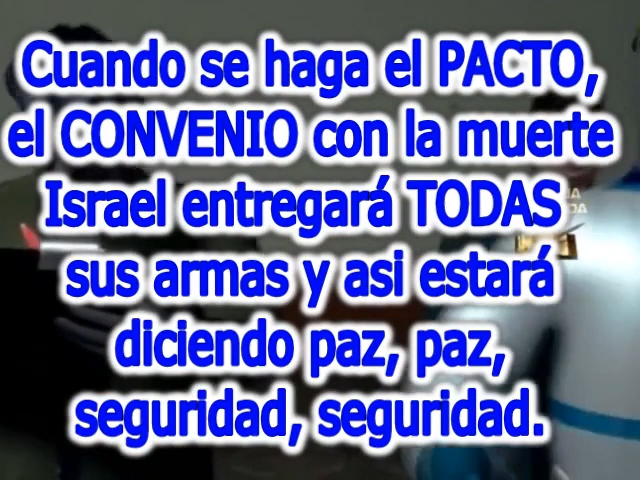 Cuando se haga el PACTO,
el CONVENIO con la muerte
Israel entregará TODAS
sus armas y asi estará
diciendo paz, paz,
seguridad, seguridad.